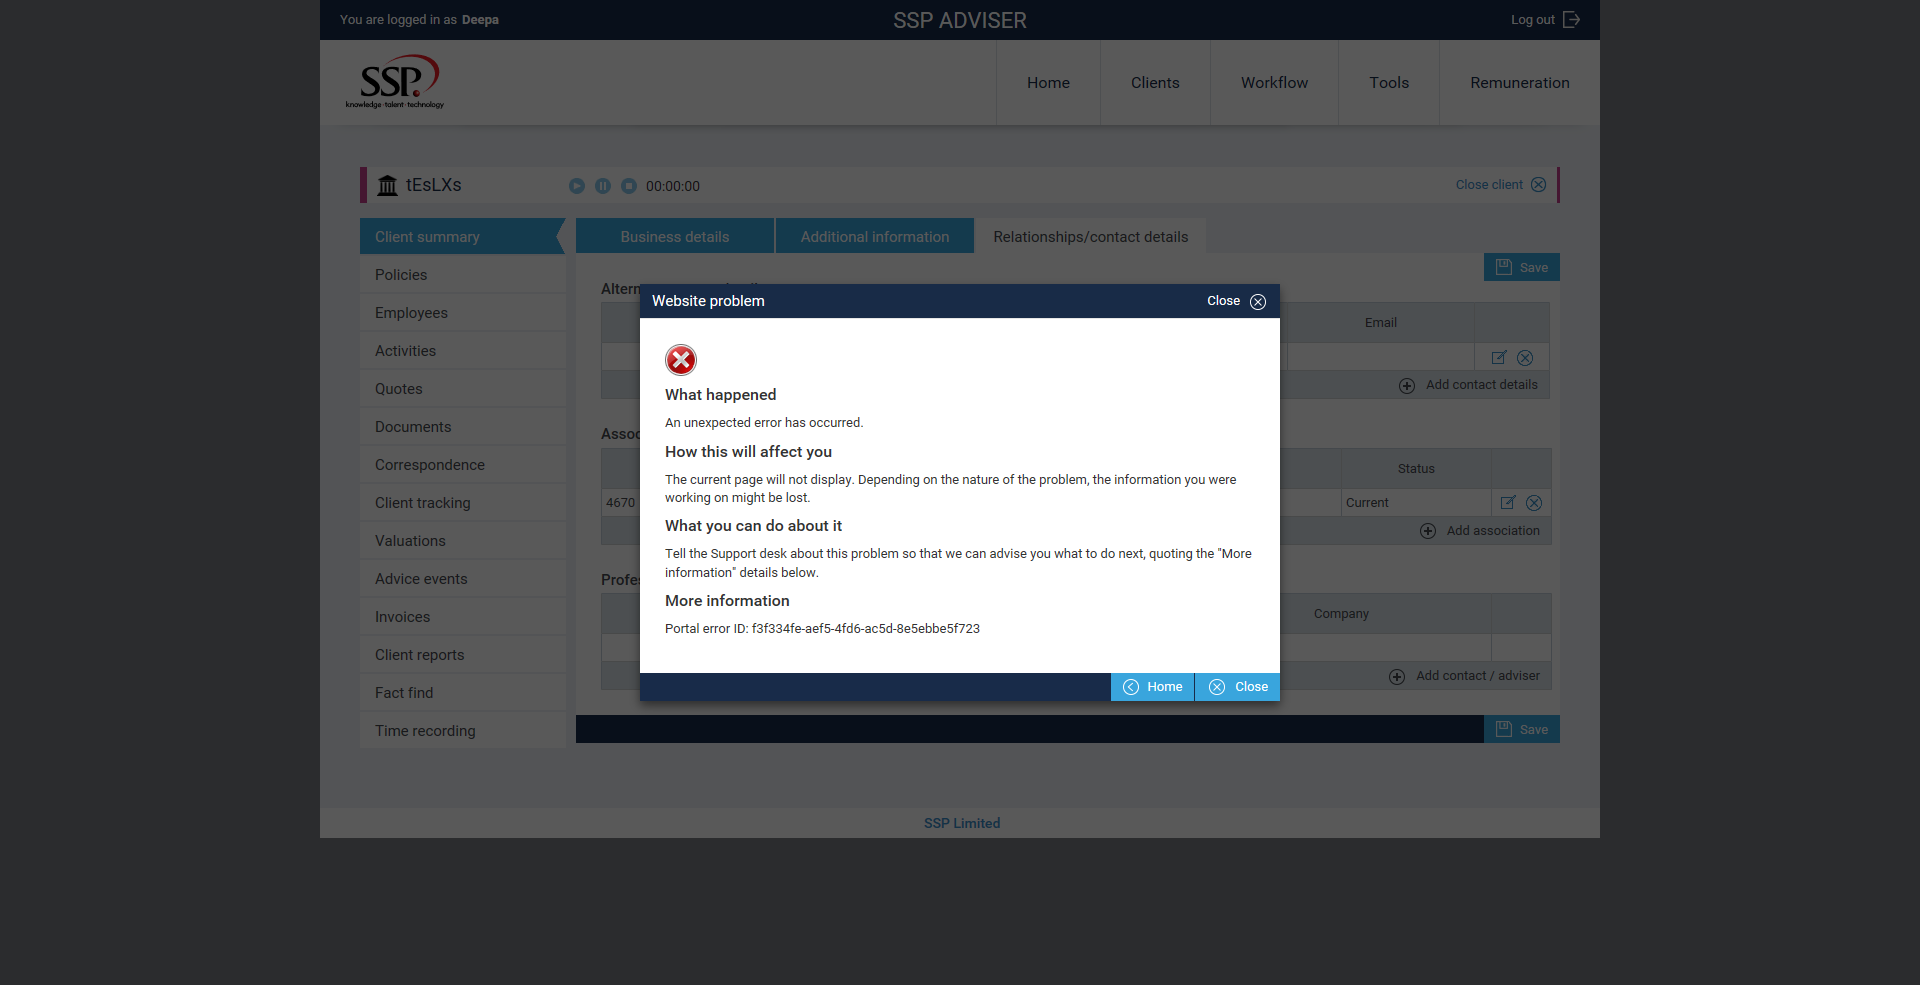 You are logged in as Deepa
SSP ADVISER
Log out
SSP.
knowledge·talent·technology
Home
Clients
Workflow
Tools
Remuneration
tEsLXs
00:00:00
Close client
Client summary
Policies
Employees
Activities
Quotes
Documents
Correspondence
Client tracking
Valuations
Advice events
Invoices
Client reports
Fact find
Time recording
Business details
Additional information
Relationships/contact details
Save
Email
Add contact details
Status
4670
Current
Add association
Company
Add contact / adviser
Save
Website problem
Close
What happened
An unexpected error has occurred.
How this will affect you
The current page will not display. Depending on the nature of the problem, the information you were
working on might be lost.
What you can do about it
Tell the Support desk about this problem so that we can advise you what to do next, quoting the "More
information" details below.
More information
Portal error ID: f3f334fe-aef5-4fd6-ac5d-8e5ebbe5f723
Home
Close
SSP Limited